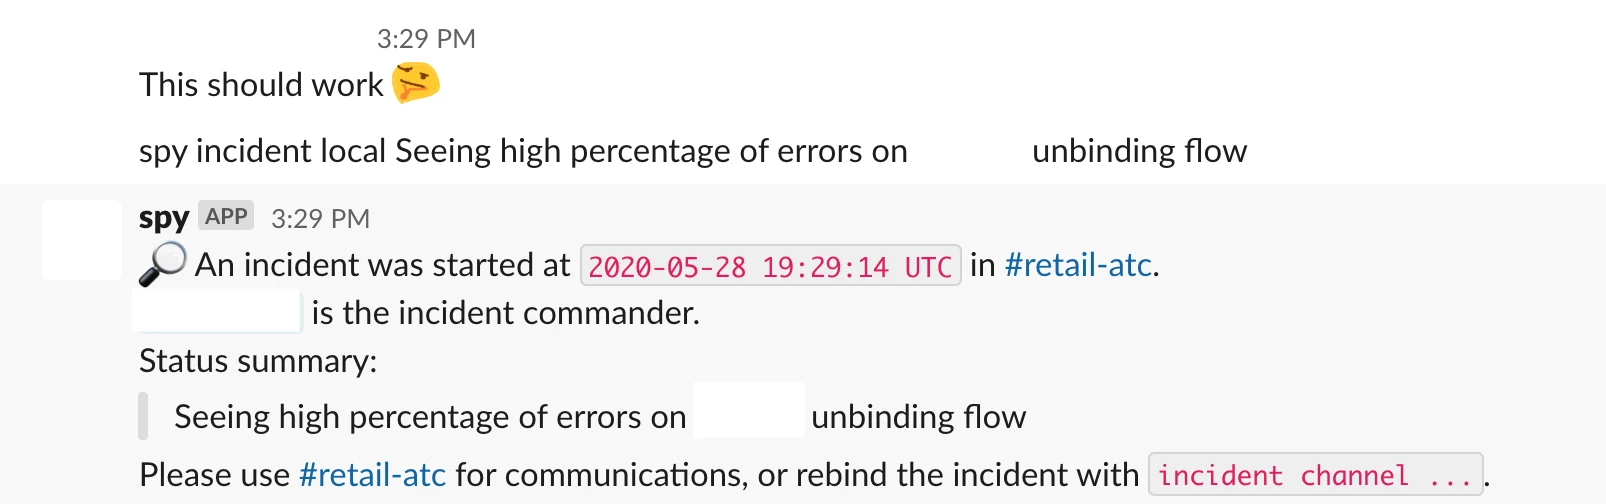 3:29 PM
This should work
spy incident local Seeing high percentage of errors on unbinding flow
spy APP 3:29 PM
An incident was started at 2020-05-28 19:29:14 UTC in #retail-atc.
is the incident commander.
Status summary:
Seeing high percentage of errors on unbinding flow
Please use #retail-atc for communications, or rebind the incident with incident channel ... .